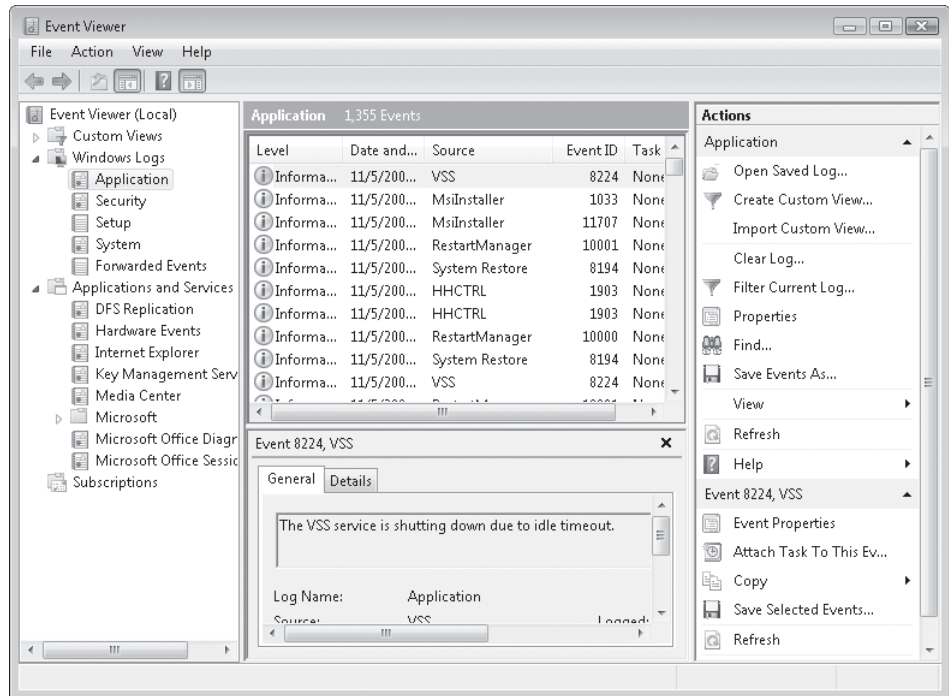 Event Viewer
File Action View Help
Event Viewer (Local)
Custom Views
Windows Logs
Application
Security
Setup
System
Forwarded Events
Applications and Services
DFS Replication
Hardware Events
Internet Explorer
Key Management Serv
Media Center
Microsoft
Microsoft Office Diagr
Microsoft Office Sessic
Subscriptions
Application 1,355 Events
Level Date and... Source Event ID Task
Informa... 11/5/200... VSS 8224 None
Informa... 11/5/200... MsiInstaller 1033 None
Informa... 11/5/200... MsiInstaller 11707 None
Informa... 11/5/200... RestartManager 10001 None
Informa... 11/5/200... System Restore 8194 None
Informa... 11/5/200... HHCTRL 1903 None
Informa... 11/5/200... HHCTRL 1903 None
Informa... 11/5/200... RestartManager 10000 None
Informa... 11/5/200... System Restore 8194 None
Informa... 11/5/200... VSS 8224 None
Event 8224, VSS
General Details
The VSS service is shutting down due to idle timeout.
Log Name: Application
Source: VSS Logged:
Actions
Application
Open Saved Log...
Create Custom View...
Import Custom View...
Clear Log...
Filter Current Log...
Properties
Find...
Save Events As...
View
Refresh
Help
Event 8224, VSS
Event Properties
Attach Task To This Ev...
Copy
Save Selected Events...
Refresh